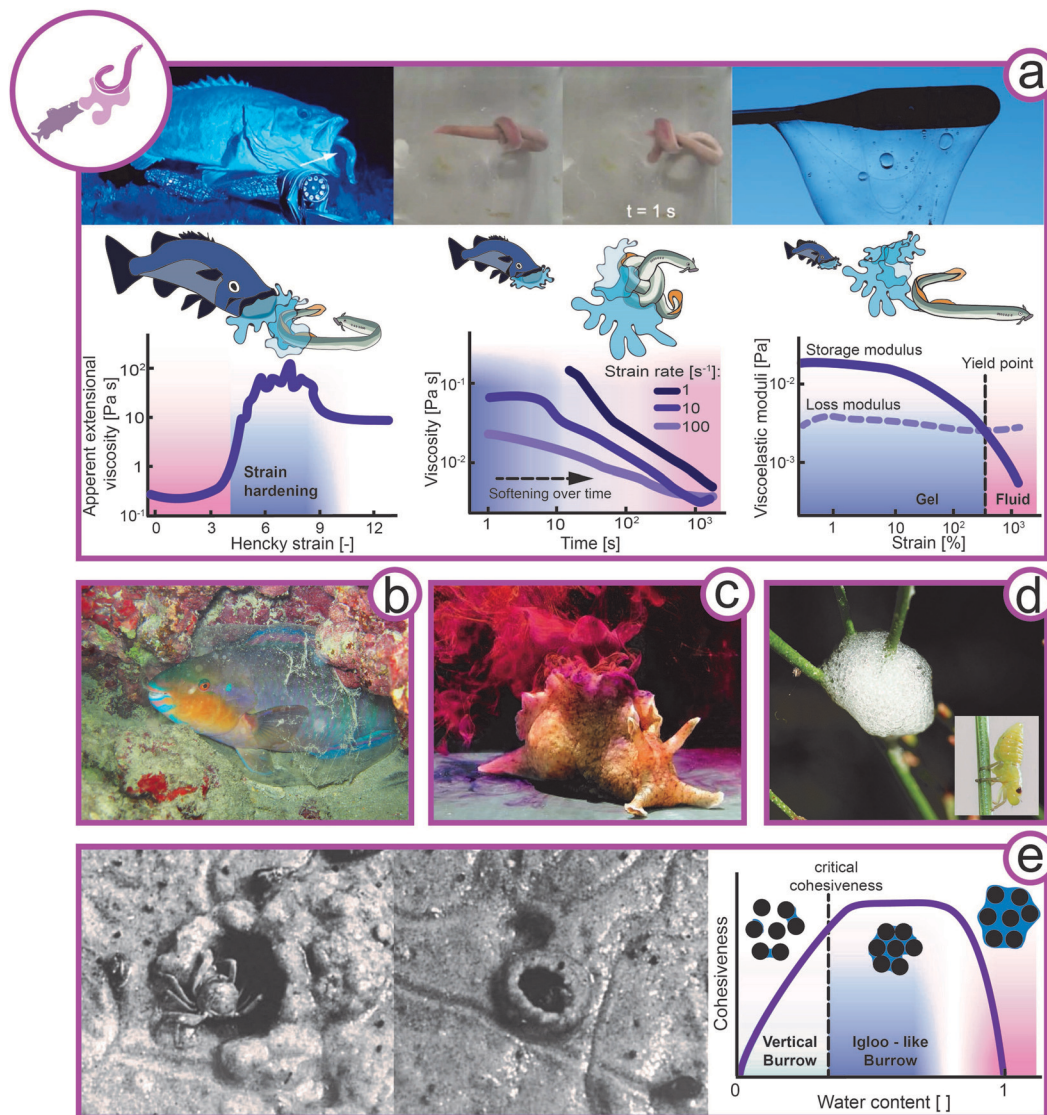 a
t = 1 s
Apparent extensional
viscosity [Pa s]
10²
10
1
10⁻¹
Strain
hardening
0 3 6 9 12
Hencky strain [-]
Viscosity [Pa s]
10⁻¹
10⁻²
Strain rate [s⁻¹]:
1
10
100
Softening over time
1 10 10² 10³
Time [s]
Viscoelastic moduli [Pa]
10⁻²
10⁻³
Storage modulus
Yield point
Loss modulus
Gel
Fluid
1 10 10² 10³
Strain [%]
b
c
d
e
Cohesiveness
critical
cohesiveness
Vertical
Burrow
Igloo - like
Burrow
0 1
Water content [ ]